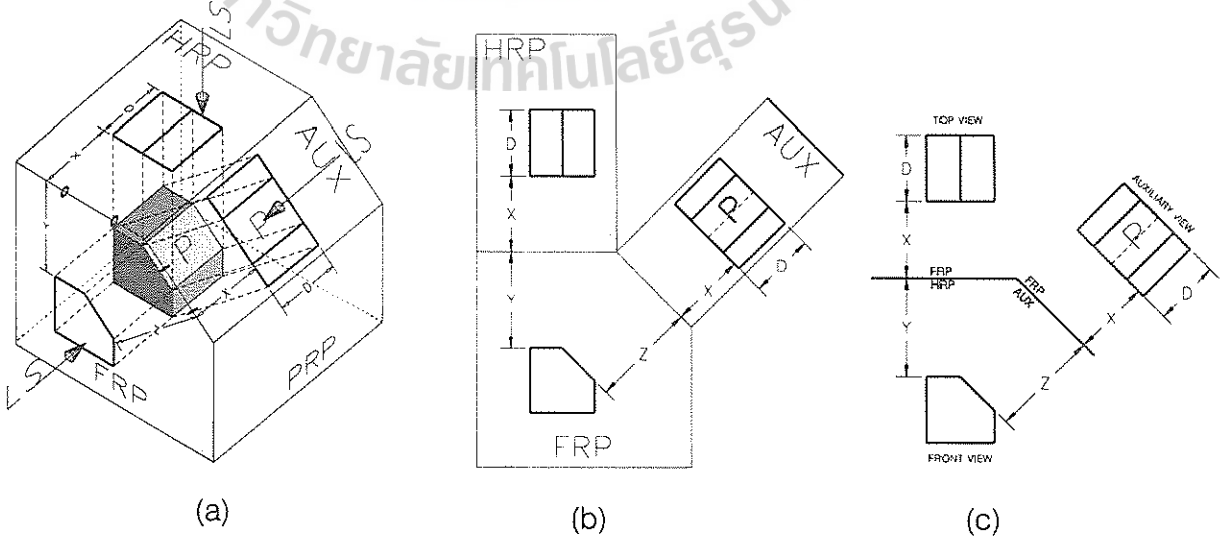 วิทยาลัยเทคโนโลยีสุร
HRP
LS
D
X
Y
AUX
LS
P
P
X
D
Z
LS
FRP
PRP
(a)
HRP
D
X
Y
AUX
P
D
X
Z
FRP
(b)
TOP VIEW
D
X
AUXILIARY VIEW
P
FRP
HRP
FRP
AUX
D
X
Y
Z
FRONT VIEW
(c)